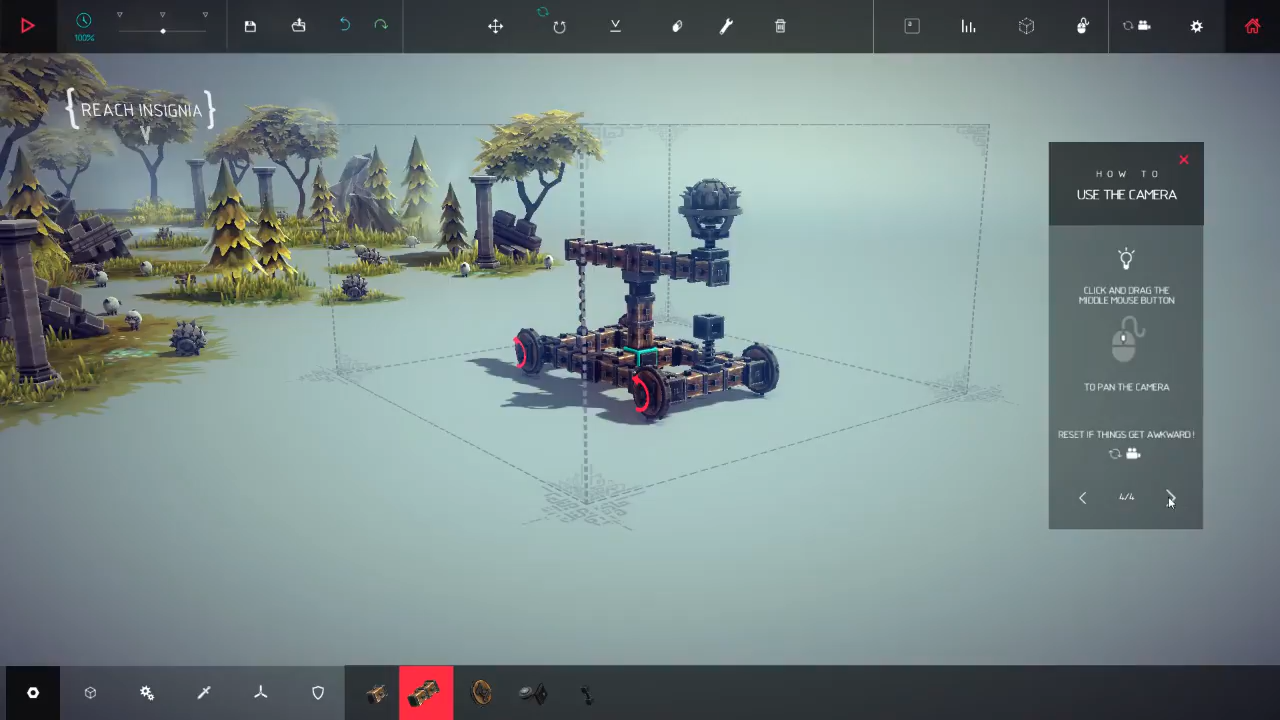 100%
REACH INSIGNIA
HOW TO
USE THE CAMERA
CLICK AND DRAG THE
MIDDLE MOUSE BUTTON
TO PAN THE CAMERA
RESET IF THINGS GET AWKWARD!
4/4